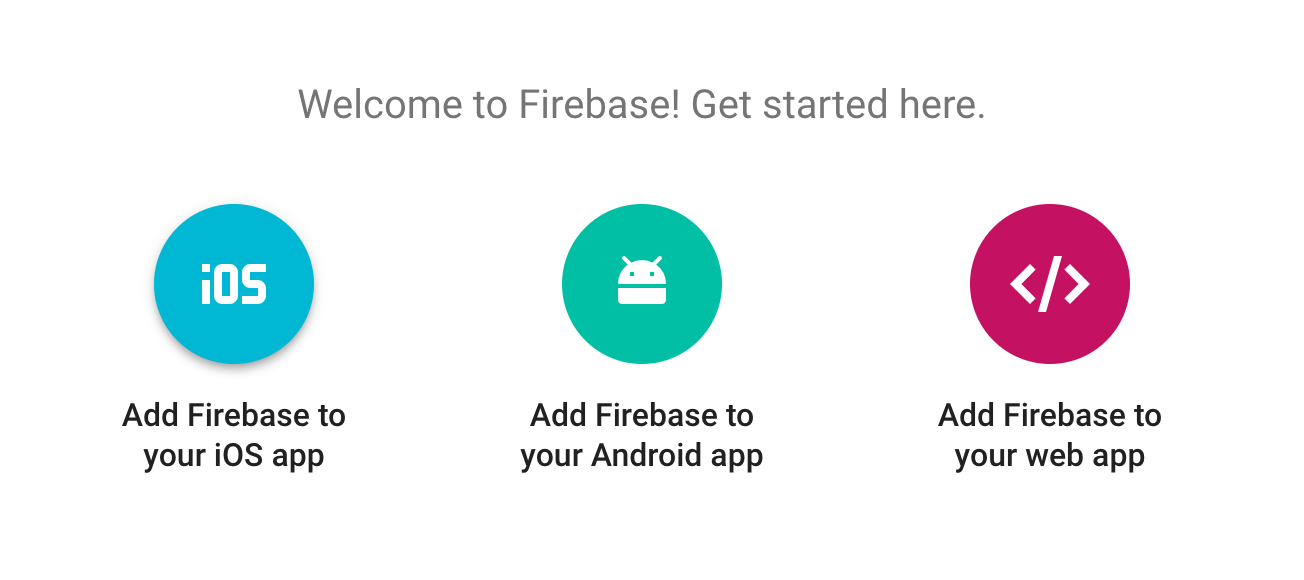 Welcome to Firebase! Get started here.
iOS
Add Firebase to
your iOS app
Add Firebase to
your Android app
</>
Add Firebase to
your web app